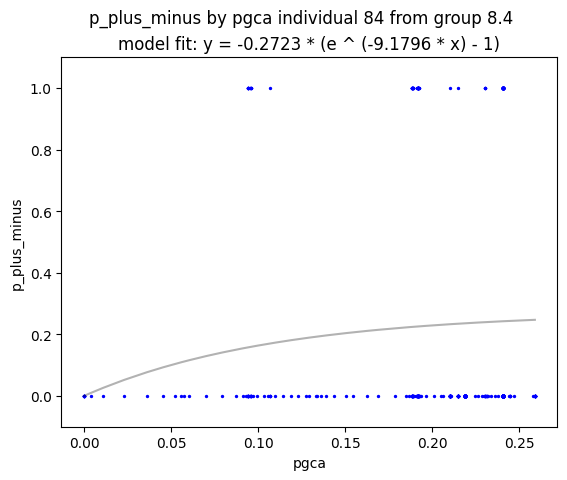 p_plus_minus by pgca individual 84 from group 8.4
model fit: y = -0.2723 * (e ^ (-9.1796 * x) - 1)
1.0
0.8
0.6
0.4
0.2
0.0
p_plus_minus
0.00 0.05 0.10 0.15 0.20 0.25
pgca